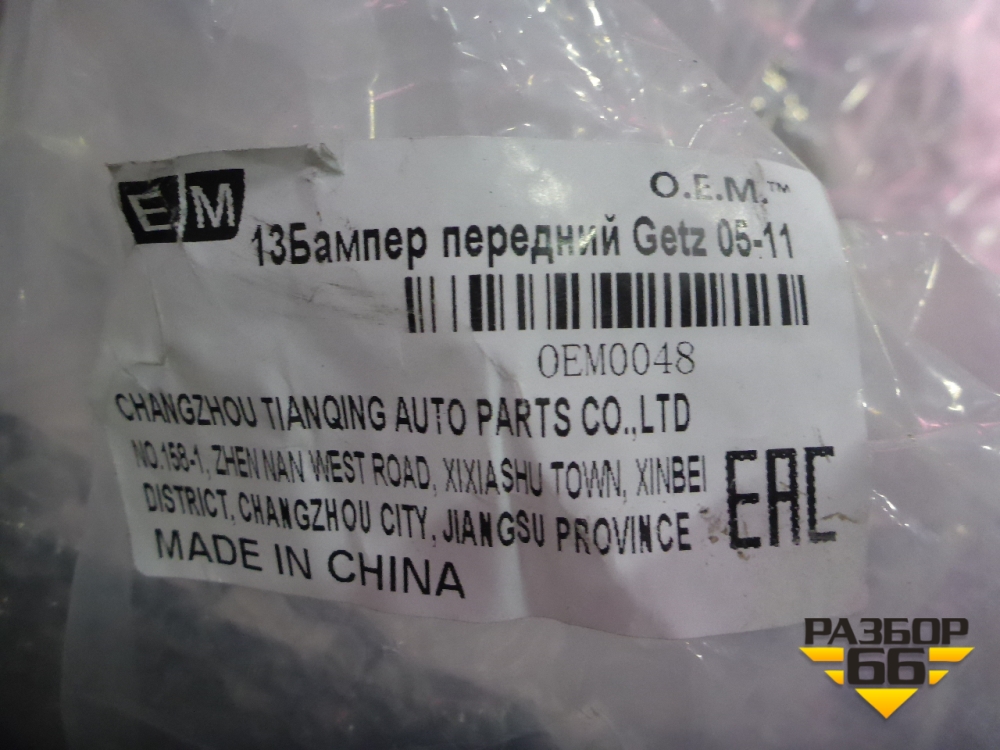 EM
O.E.M.™
13Бампер передний Getz 05-11
OEM0048
CHANGZHOU TIANQING AUTO PARTS CO.,LTD
NO.158-1, ZHEN NAN WEST ROAD, XIXIASHU TOWN, XINBEI
DISTRICT, CHANGZHOU CITY, JIANGSU PROVINCE
MADE IN CHINA
EAC
РАЗБОР
66